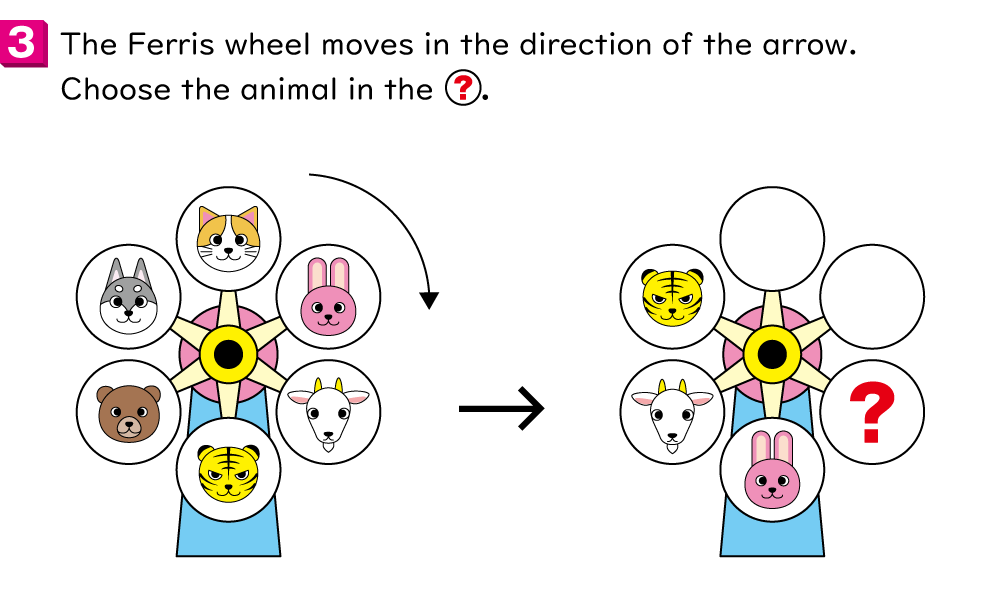 3 The Ferris wheel moves in the direction of the arrow.
Choose the animal in the ?.
?